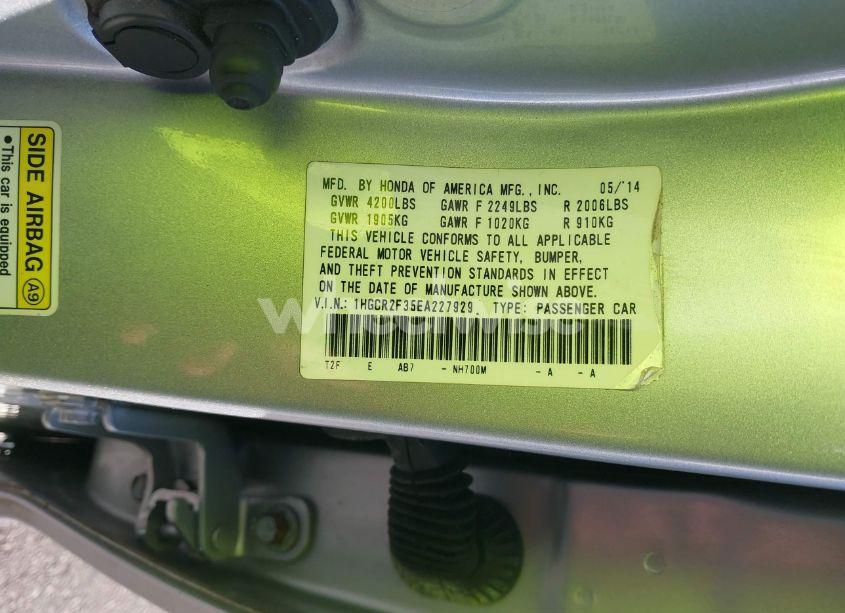 SIDE AIRBAG A9
•This car is equipped
MFD. BY HONDA OF AMERICA MFG., INC. 05/'14
GVWR 4200LBS GAWR F 2249LBS R 2006LBS
GVWR 1905KG GAWR F 1020KG R 910KG
THIS VEHICLE CONFORMS TO ALL APPLICABLE
FEDERAL MOTOR VEHICLE SAFETY, BUMPER,
AND THEFT PREVENTION STANDARDS IN EFFECT
ON THE DATE OF MANUFACTURE SHOWN ABOVE.
V.I.N.: 1HGCR2F35EA227929 TYPE: PASSENGER CAR
T2F E AB7 - NH700M - A - A